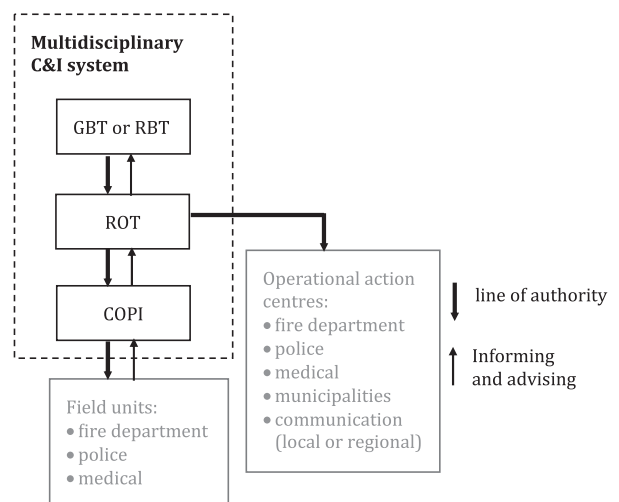 Multidisciplinary
C&I system
GBT or RBT
ROT
COPI
Field units:
• fire department
• police
• medical
Operational action
centres:
• fire department
• police
• medical
• municipalities
• communication
(local or regional)
line of authority
Informing
and advising